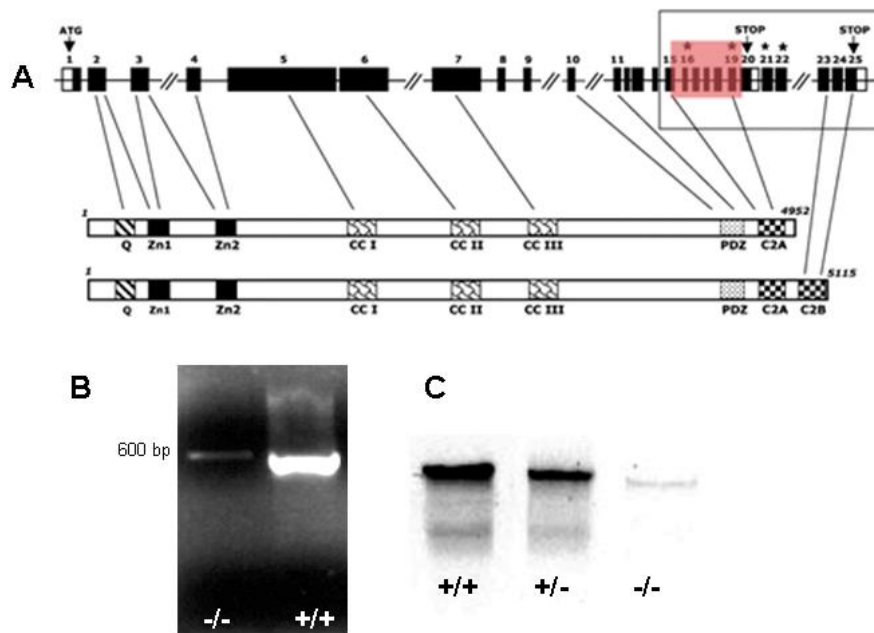 ATG STOP STOP
1 2 3 4 5 6 7 8 9 10 11 15 16 19 20 21 22 23 24 25
* * * *
A
1 4952
Q Zn1 Zn2 CC I CC II CC III PDZ C2A
1 5115
Q Zn1 Zn2 CC I CC II CC III PDZ C2A C2B
B C
600 bp
+/+ +/- -/-
-/- +/+